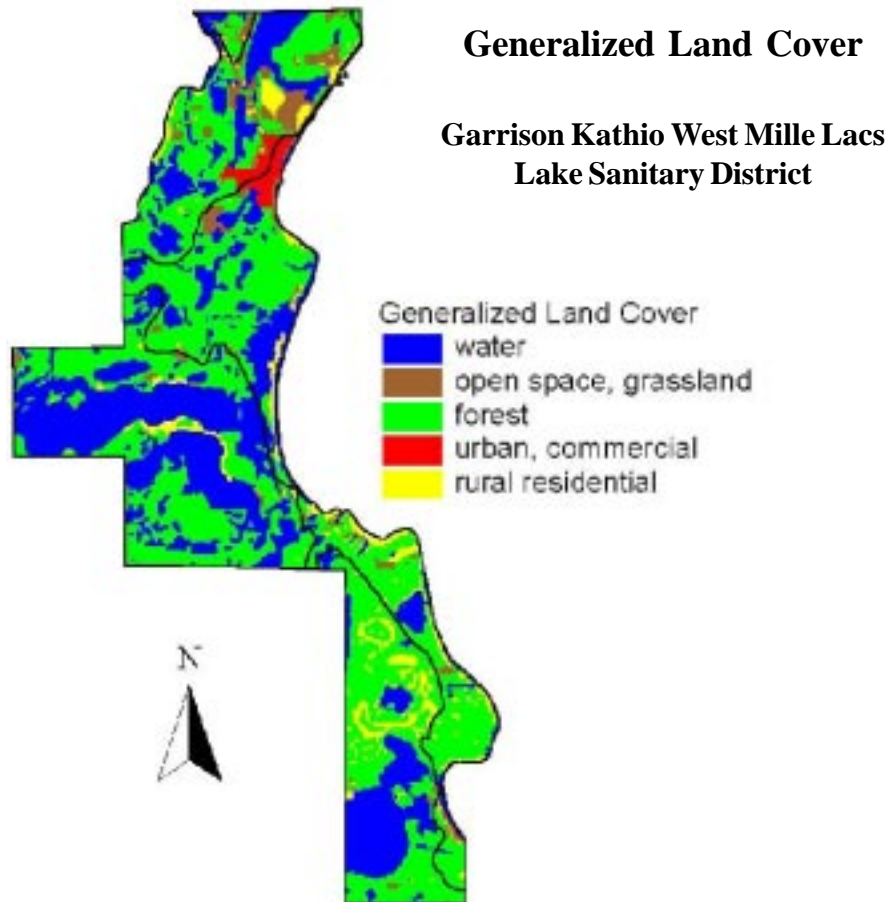 Generalized Land Cover
Garrison Kathio West Mille Lacs
Lake Sanitary District
Generalized Land Cover
water
open space, grassland
forest
urban, commercial
rural residential
N